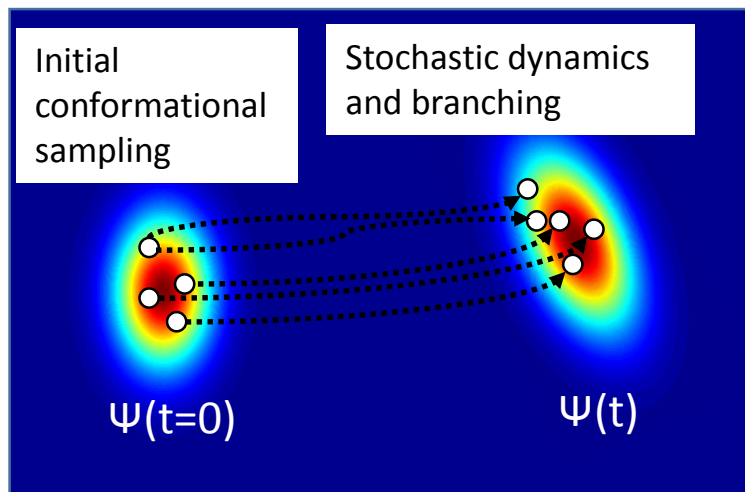 Initial
conformational
sampling
Stochastic dynamics
and branching
Ψ(t=0)
Ψ(t)